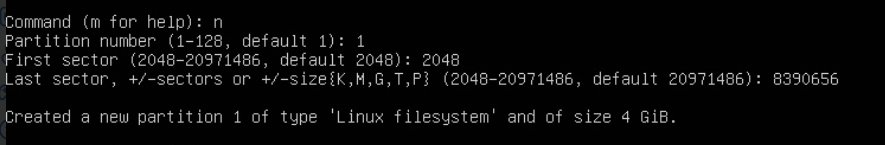 Command (m for help): n
Partition number (1-128, default 1): 1
First sector (2048-20971486, default 2048): 2048
Last sector, +/-sectors or +/-size{K,M,G,T,P} (2048-20971486, default 20971486): 8390656
Created a new partition 1 of type 'Linux filesystem' and of size 4 GiB.